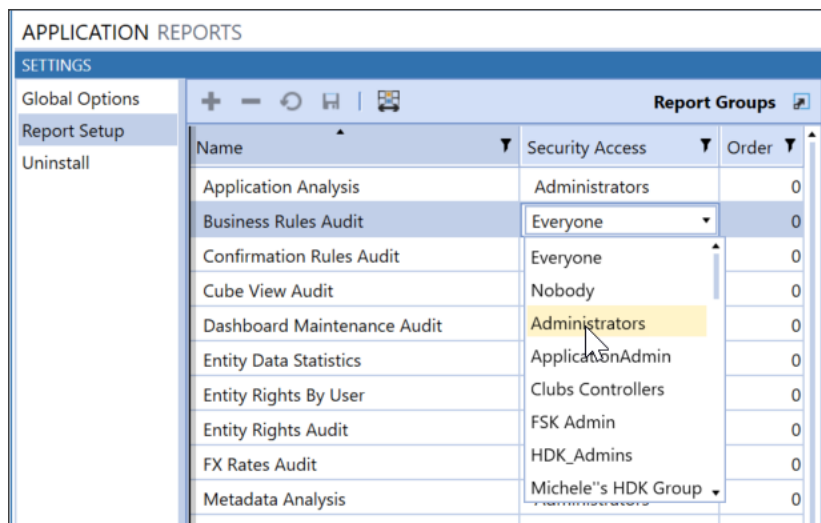 APPLICATION REPORTS
SETTINGS
Global Options
Report Setup
Uninstall
Report Groups
Name Security Access Order
Application Analysis Administrators 0
Business Rules Audit Everyone 0
Confirmation Rules Audit Everyone 0
Cube View Audit Nobody 0
Dashboard Maintenance Audit Administrators 0
Entity Data Statistics ApplicationAdmin 0
Entity Rights By User Clubs Controllers 0
Entity Rights Audit FSK Admin 0
FX Rates Audit HDK_Admins 0
Metadata Analysis Michele"s HDK Group 0